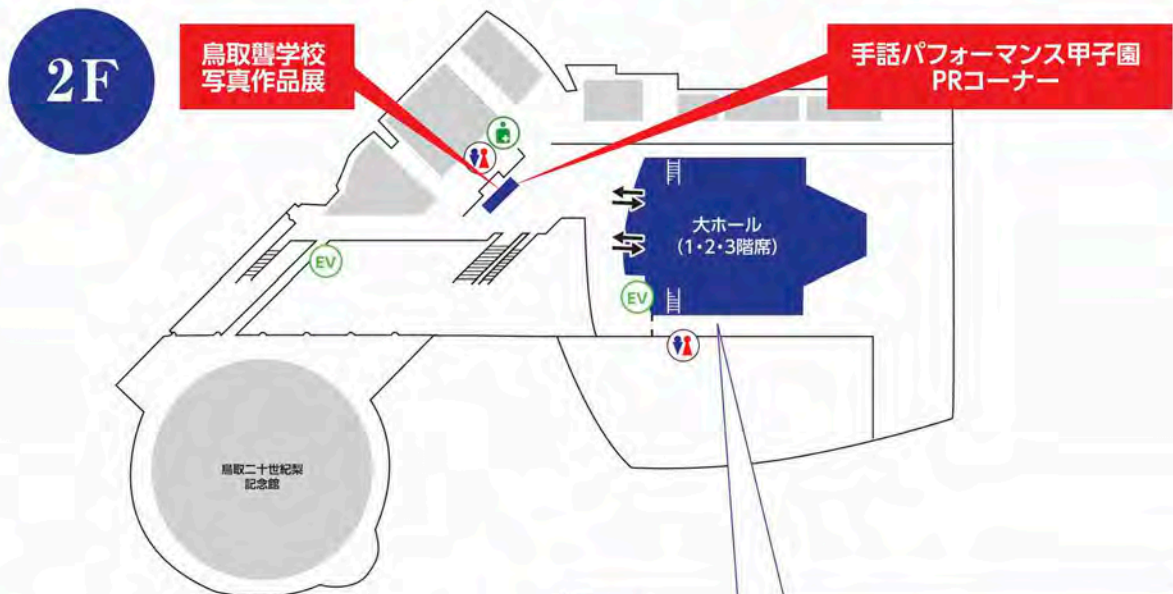 2F
鳥取聾学校
写真作品展
手話パフォーマンス甲子園
PRコーナー
大ホール
(1・2・3階席)
EV
EV
鳥取二十世紀梨
記念館